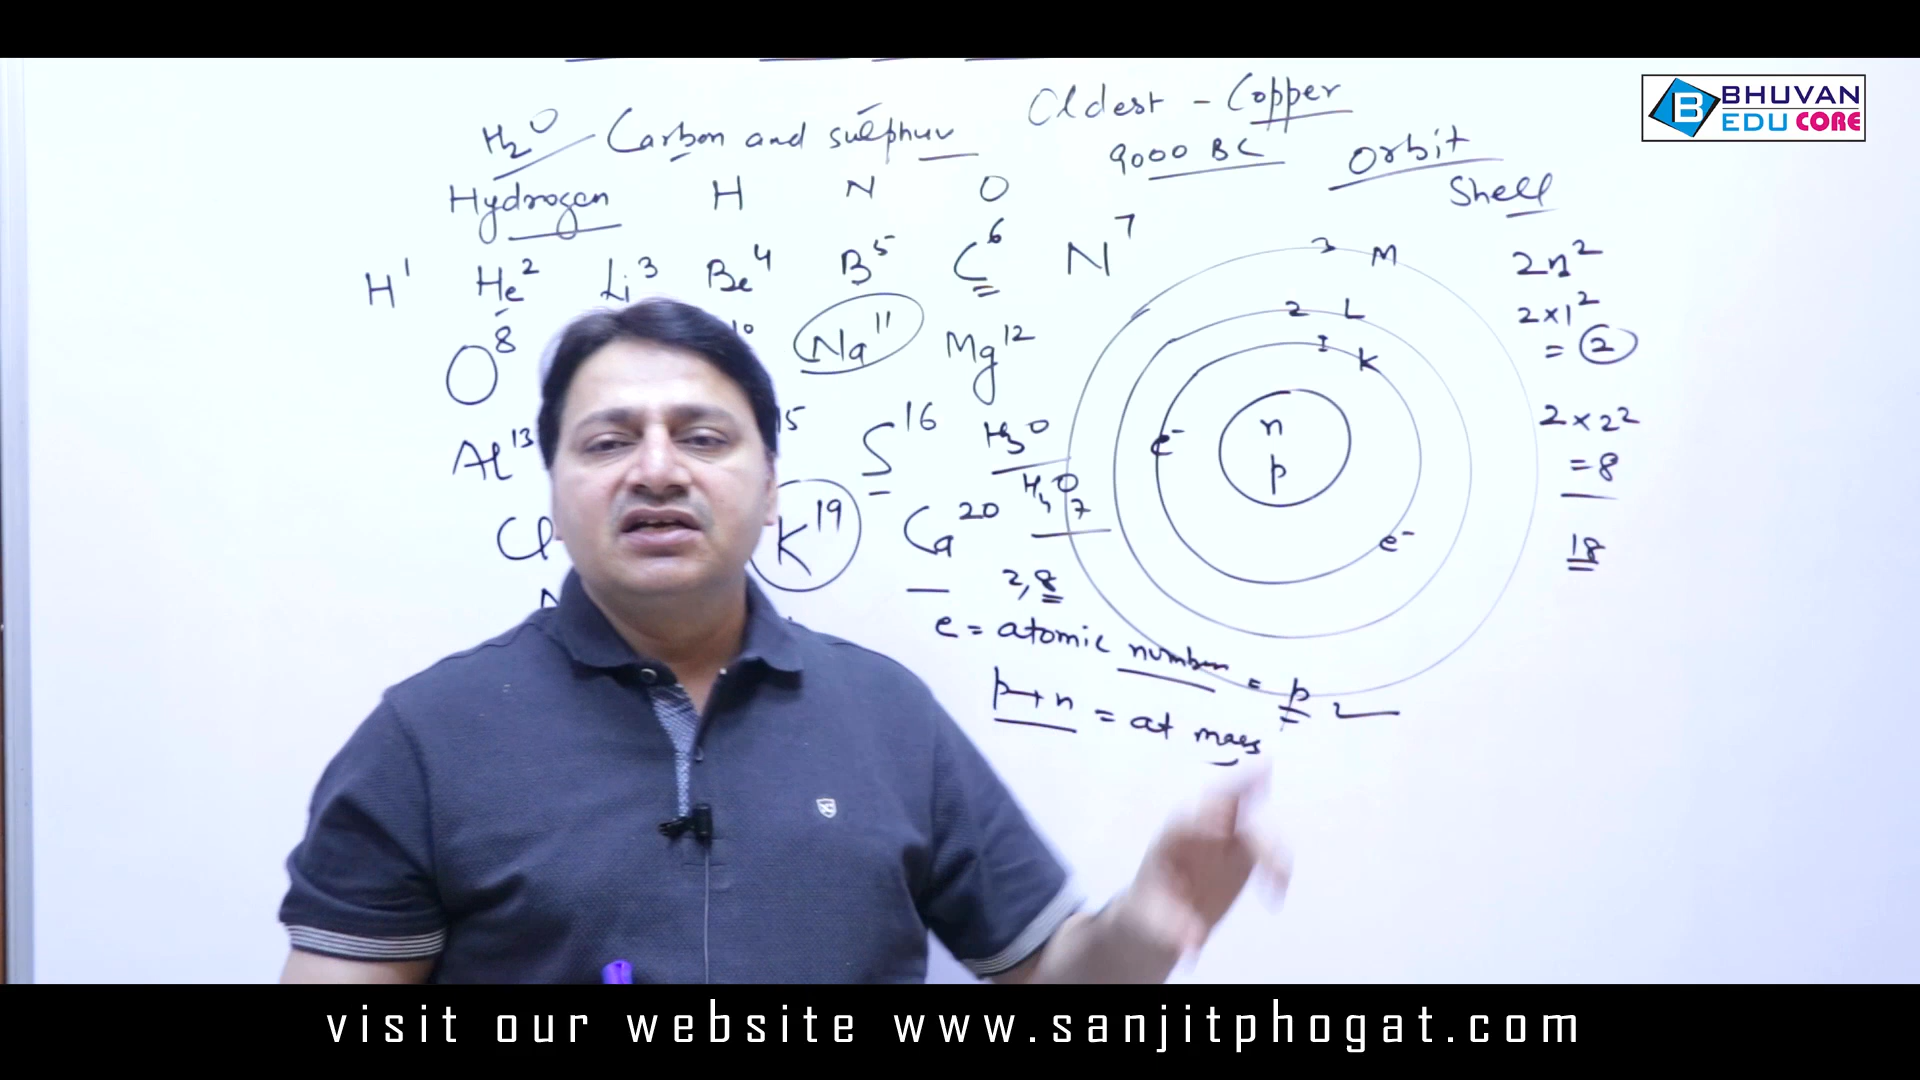 BHUVAN
EDU CORE
Oldest - Copper
9000 BC
H₂O Carbon and sulphur
Orbit
Shell
Hydrogen H N O
H¹ He² Li³ Be⁴ B⁵ C⁶ N⁷
O⁸ Na¹¹ Mg¹²
Al¹³ S¹⁶
K¹⁹ Ca²⁰
H₃O
2,8
e = atomic number = p
p+n = at mass
3 M
2 L
1 K
n
p
e⁻
e⁻
2n²
2×1²
= 2
2×2²
=8
18
visit our website www.sanjitphogat.com